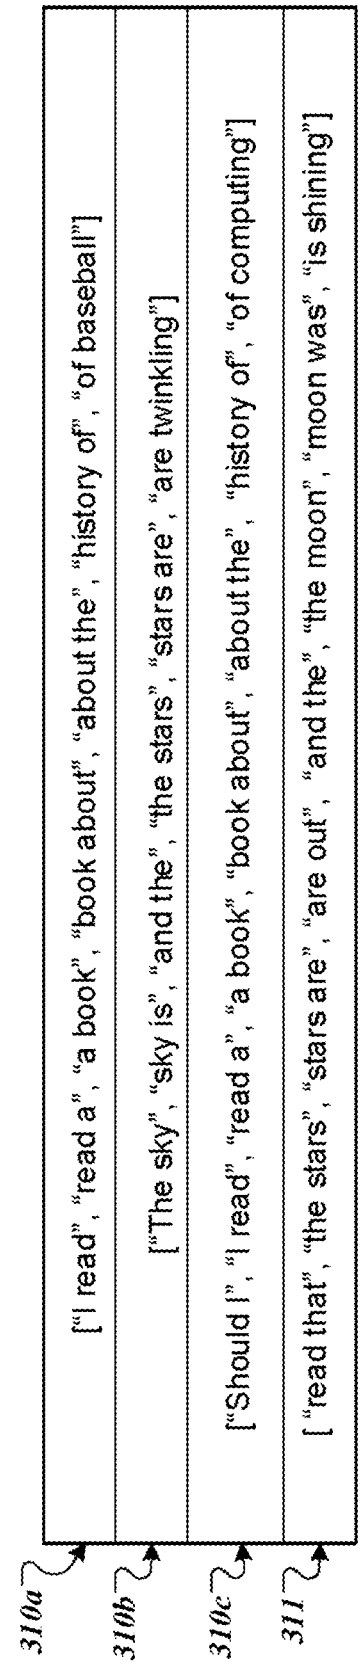 310a ["I read", "read a", "a book", "book about", "about the", "history of", "of baseball"]
310b ["The sky", "sky is", "and the", "the stars", "stars are", "are twinkling"]
310c ["Should I", "I read", "read a", "a book", "book about", "about the", "history of", "of computing"]
311 [ "read that", "the stars", "stars are", "are out", "and the", "the moon", "moon was", "is shining"]